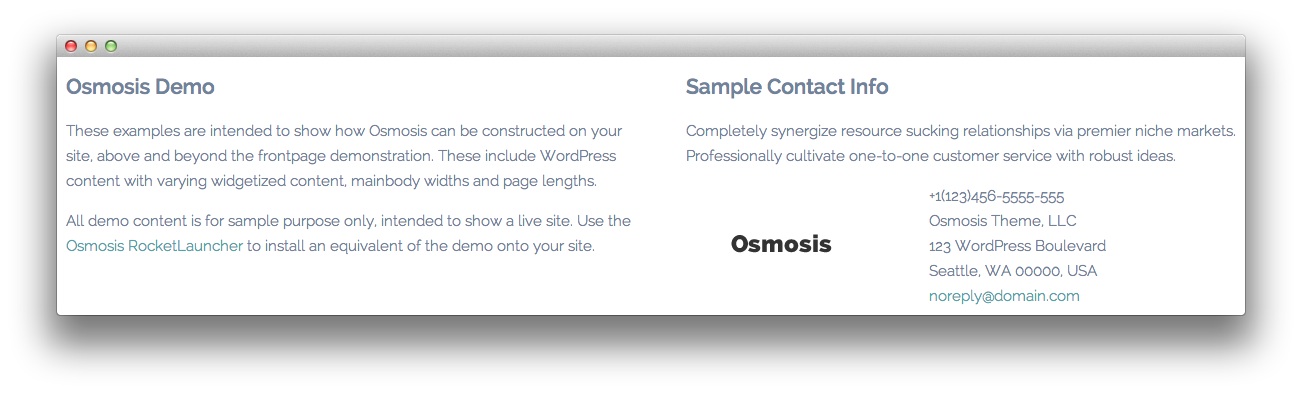 Osmosis Demo
These examples are intended to show how Osmosis can be constructed on your
site, above and beyond the frontpage demonstration. These include WordPress
content with varying widgetized content, mainbody widths and page lengths.
All demo content is for sample purpose only, intended to show a live site. Use the
Osmosis RocketLauncher to install an equivalent of the demo onto your site.
Sample Contact Info
Completely synergize resource sucking relationships via premier niche markets.
Professionally cultivate one-to-one customer service with robust ideas.
Osmosis
+1(123)456-5555-555
Osmosis Theme, LLC
123 WordPress Boulevard
Seattle, WA 00000, USA
noreply@domain.com